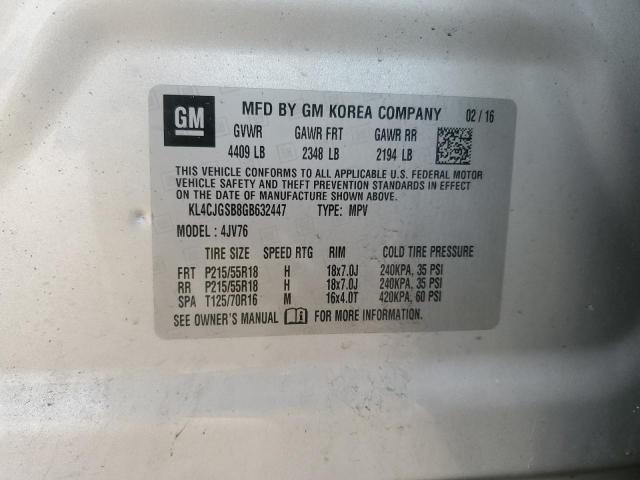 GM
MFD BY GM KOREA COMPANY 02 / 16
GVWR GAWR FRT GAWR RR
4409 LB 2348 LB 2194 LB
THIS VEHICLE CONFORMS TO ALL APPLICABLE U.S. FEDERAL MOTOR
VEHICLE SAFETY AND THEFT PREVENTION STANDARDS IN EFFECT
ON THE DATE OF MANUFACTURE SHOWN ABOVE.
KL4CJGSB8GB632447 TYPE: MPV
MODEL : 4JV76
TIRE SIZE SPEED RTG RIM COLD TIRE PRESSURE
FRT P215/55R18 H 18x7.0J 240KPA, 35 PSI
RR P215/55R18 H 18x7.0J 240KPA, 35 PSI
SPA T125/70R16 M 16x4.0T 420KPA, 60 PSI
SEE OWNER'S MANUAL FOR MORE INFORMATION.